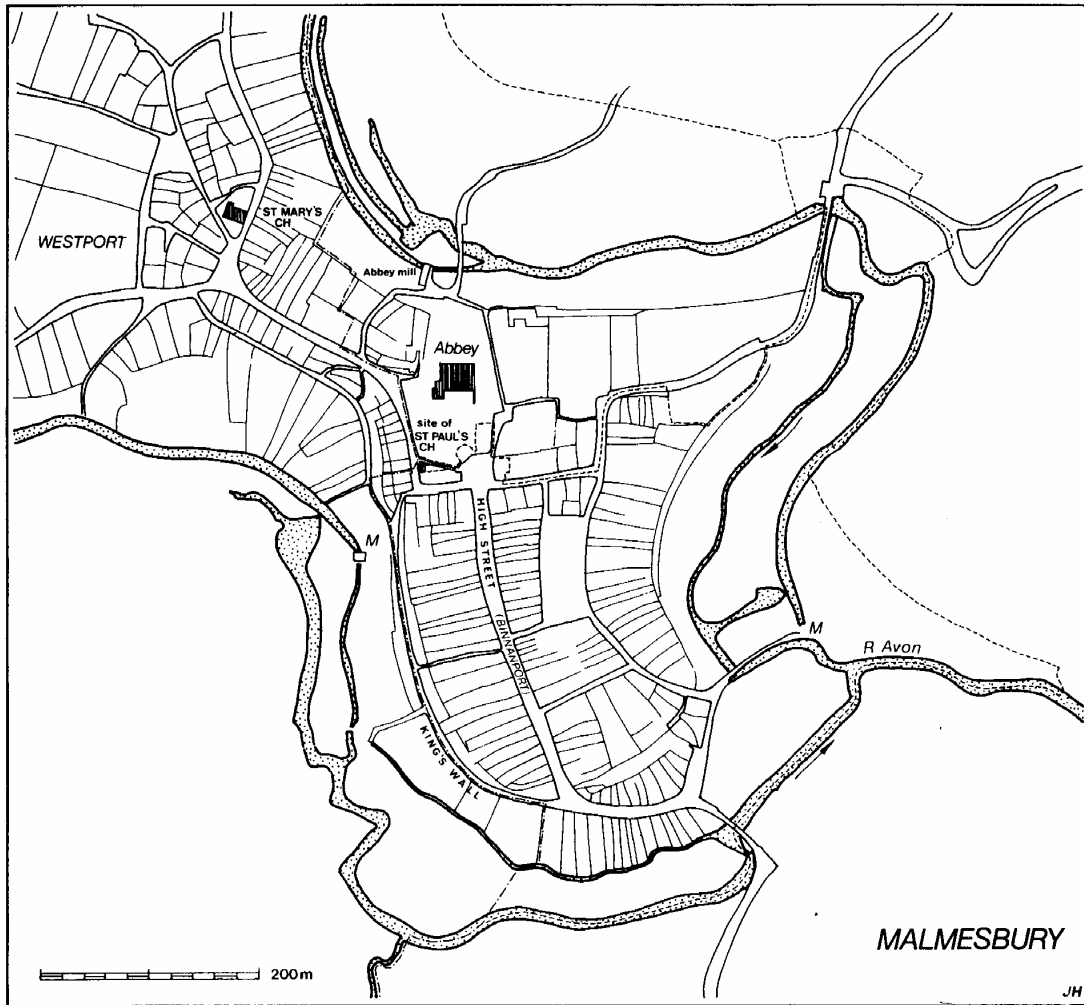 ST MARY'S
CH
WESTPORT
Abbey mill
Abbey
site of
ST PAUL'S
CH
HIGH STREET
(BINNANPORT)
M
M
R Avon
KING'S WALL
MALMESBURY
200m
JH